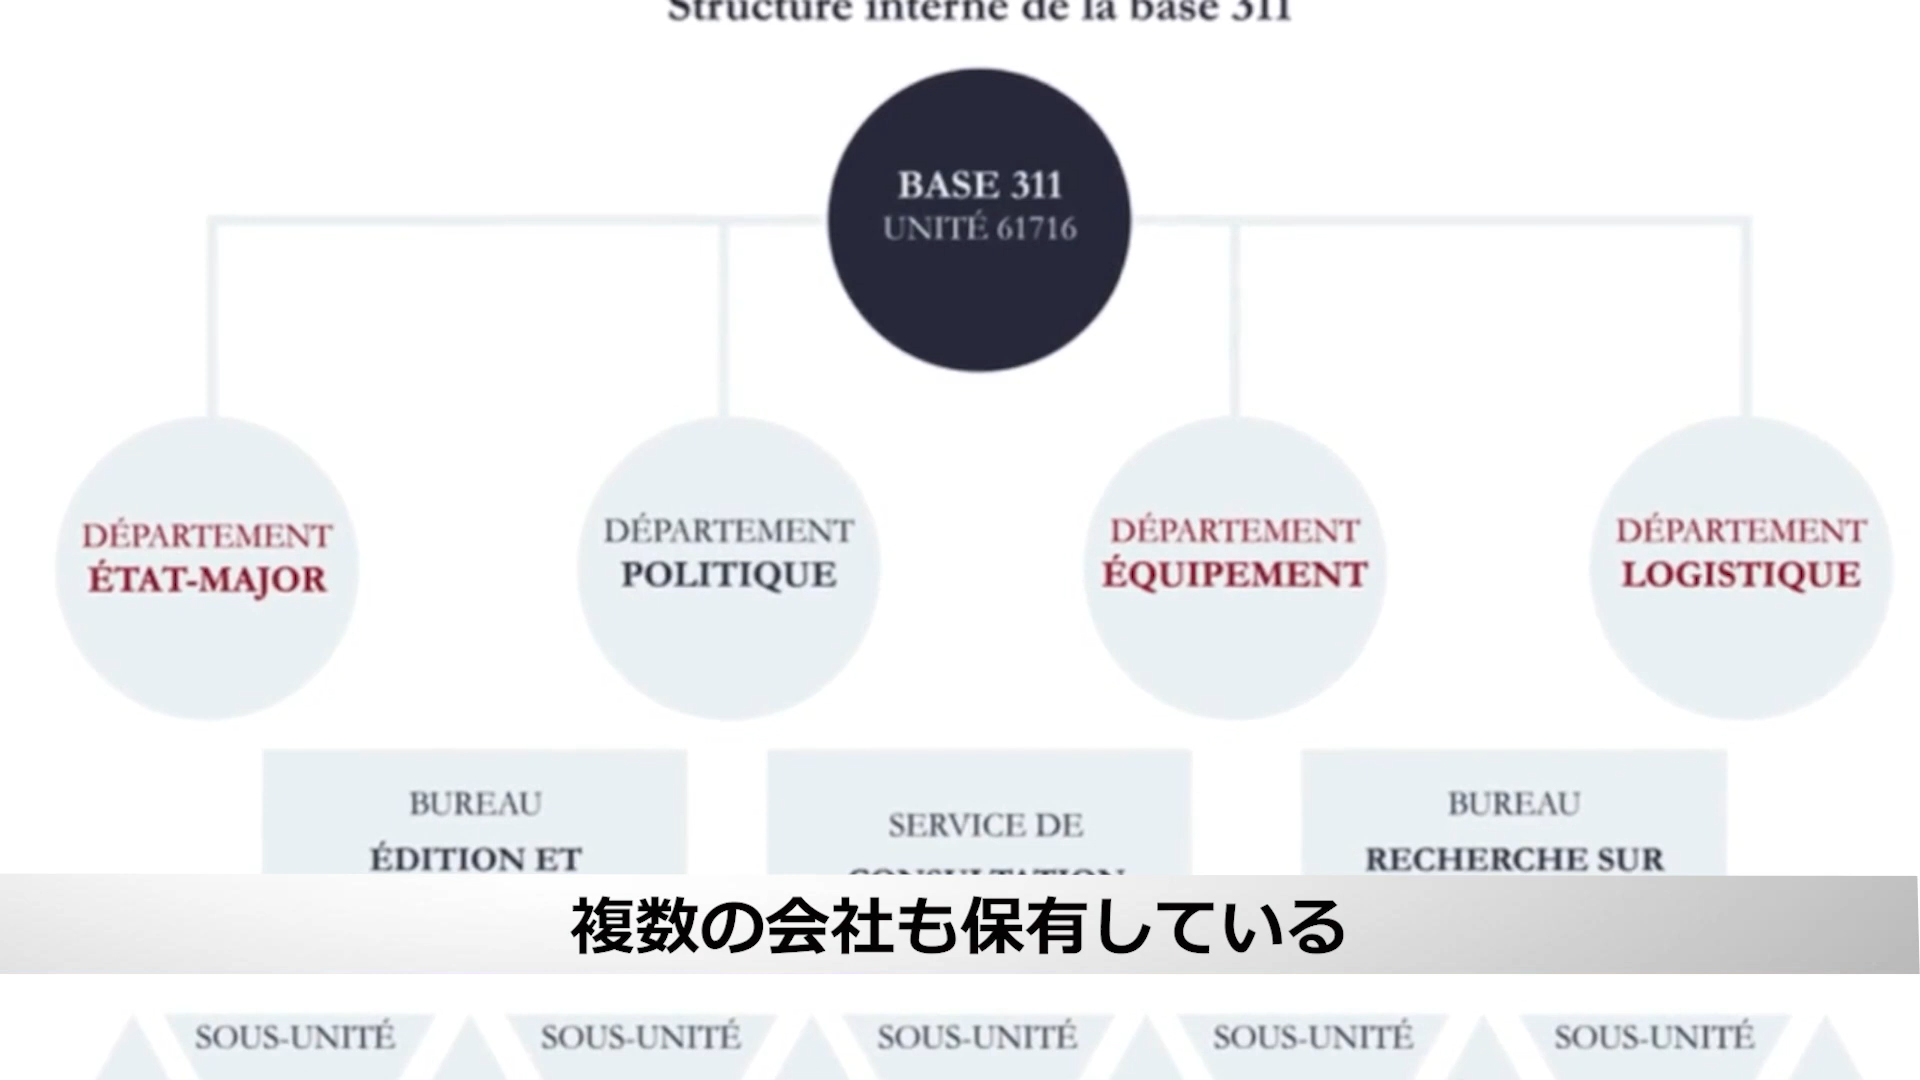 Structure interne de la base 311
BASE 311
UNITÉ 61716
DÉPARTEMENT
ÉTAT-MAJOR
DÉPARTEMENT
POLITIQUE
DÉPARTEMENT
ÉQUIPEMENT
DÉPARTEMENT
LOGISTIQUE
BUREAU
ÉDITION ET
SERVICE DE
CONSULTATION
BUREAU
RECHERCHE SUR
複数の会社も保有している
SOUS-UNITÉ
SOUS-UNITÉ
SOUS-UNITÉ
SOUS-UNITÉ
SOUS-UNITÉ